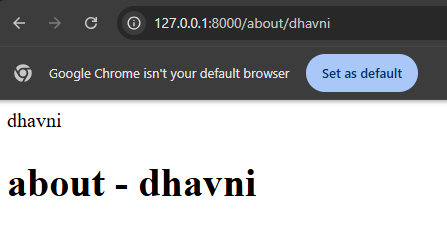 127.0.0.1:8000/about/dhavni
Google Chrome isn't your default browser Set as default
dhavni
about - dhavni